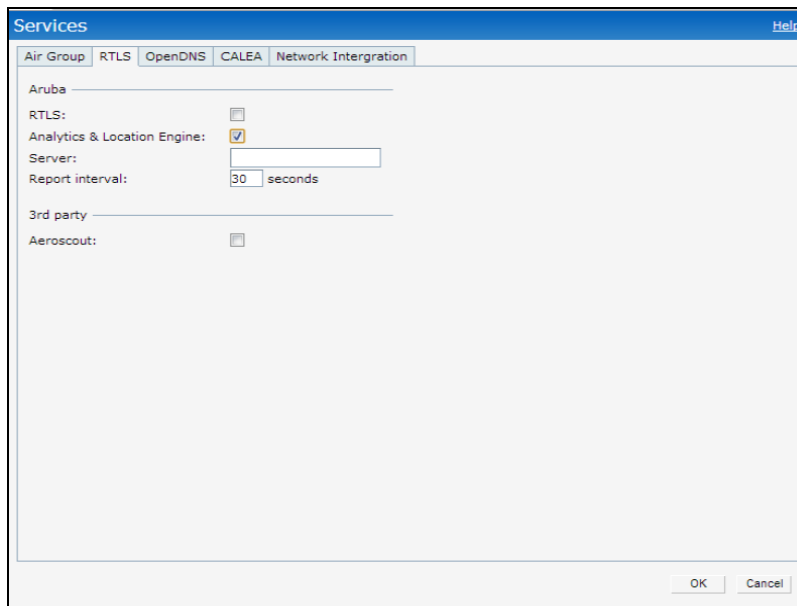 Services Help
Air Group RTLS OpenDNS CALEA Network Intergration
Aruba
RTLS:
Analytics & Location Engine:
Server:
Report interval: 30 seconds
3rd party
Aeroscout:
OK Cancel